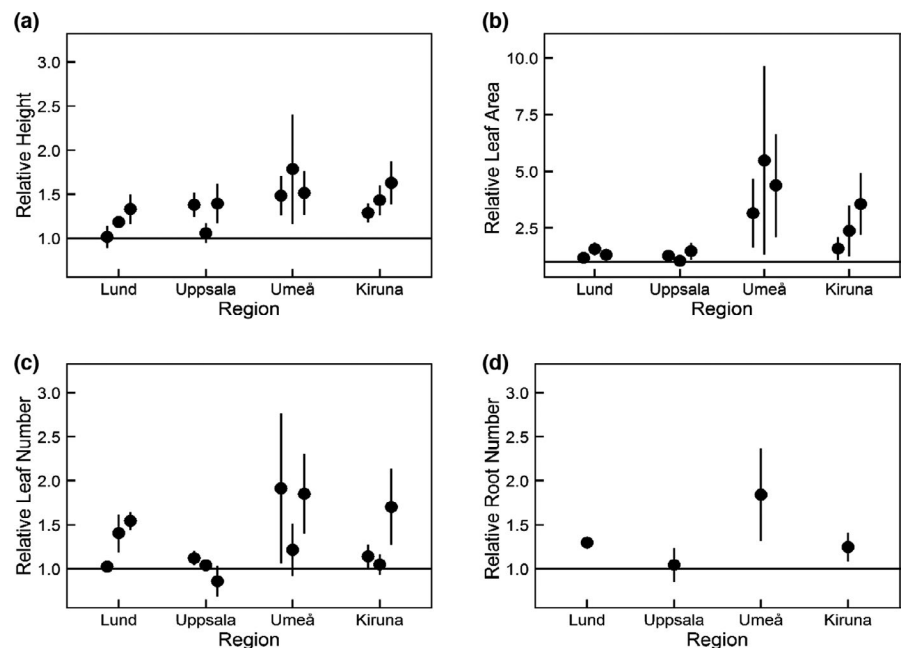 (a)
Relative Height
3.0
2.5
2.0
1.5
1.0
Lund Uppsala Umeå Kiruna
Region
(b)
Relative Leaf Area
10.0
7.5
5.0
2.5
Lund Uppsala Umeå Kiruna
Region
(c)
Relative Leaf Number
3.0
2.5
2.0
1.5
1.0
Lund Uppsala Umeå Kiruna
Region
(d)
Relative Root Number
3.0
2.5
2.0
1.5
1.0
Lund Uppsala Umeå Kiruna
Region